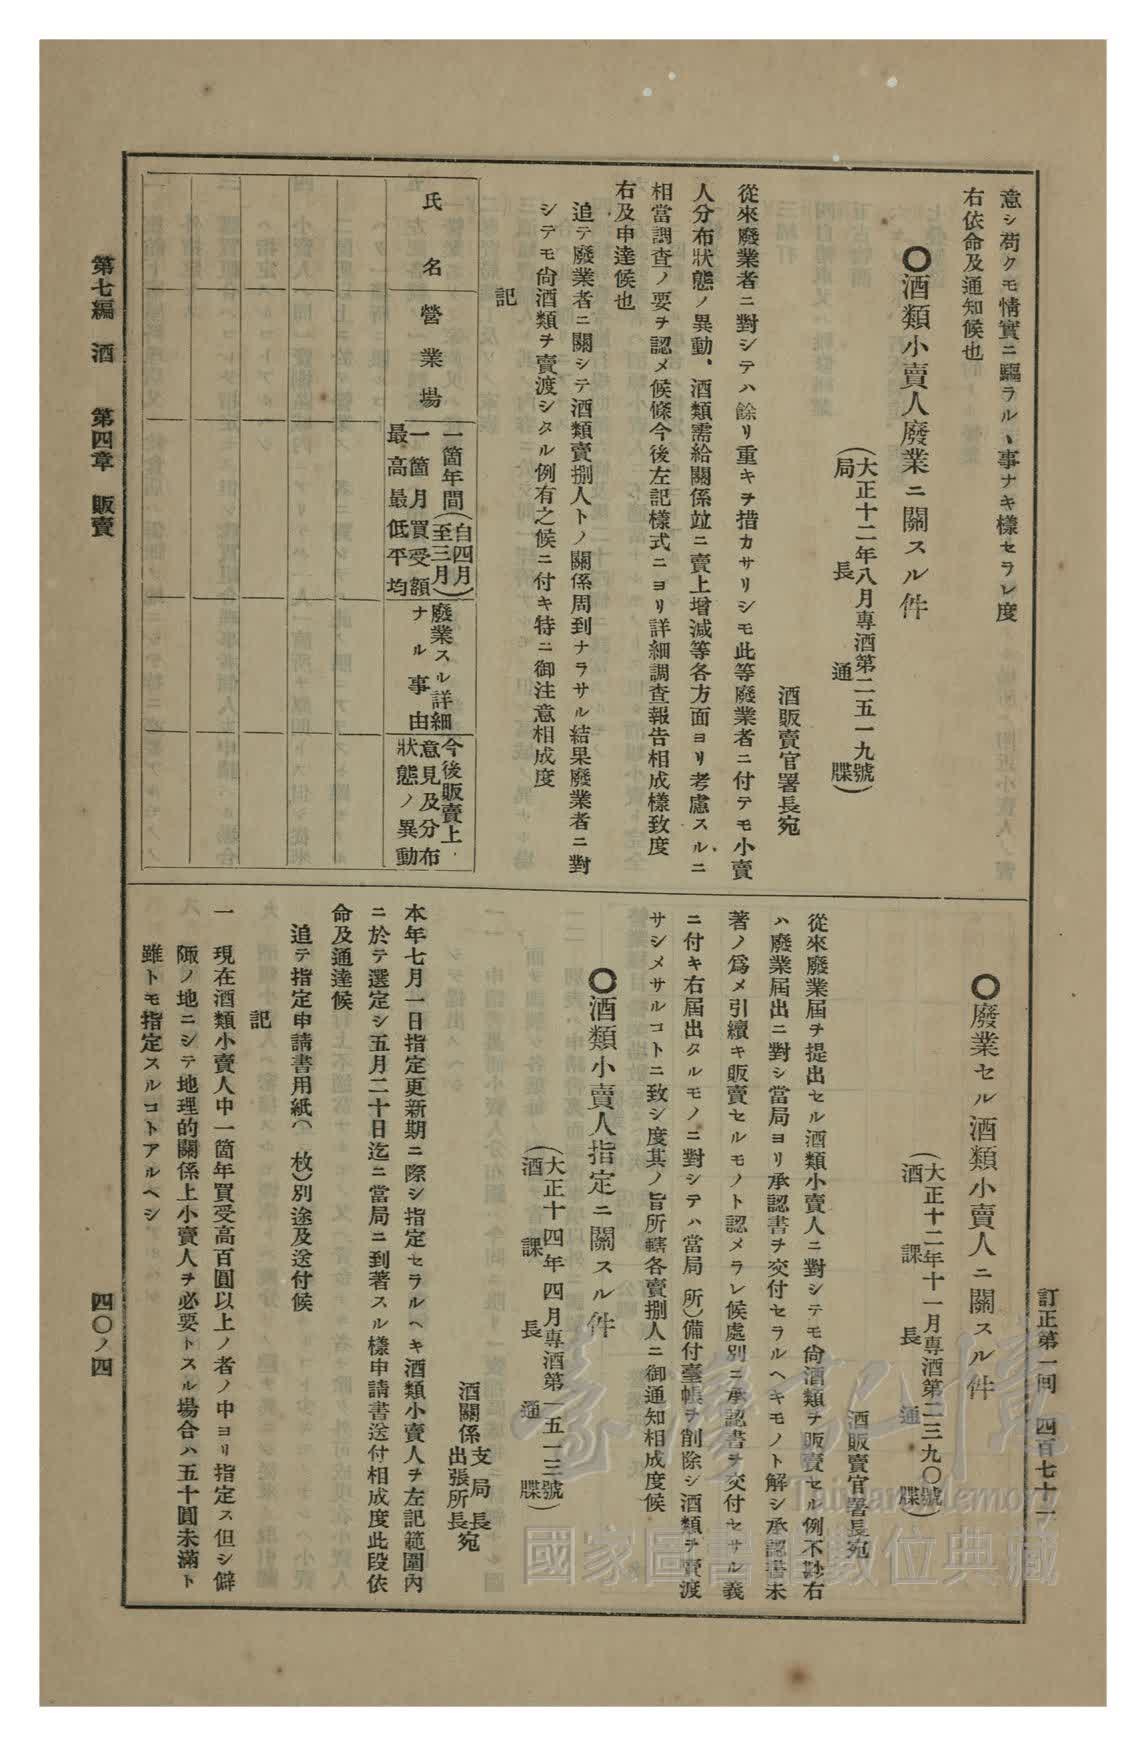 訂正第一回　四百七十一
意シ苟クモ情實ニ驅ラル、事ナキ樣セラレ度
右依命及通知候也
〇酒類小賣人廢業ニ關スル件
（大正十二年八月專酒第二五一九號
局　長　通　牒）
酒販賣官署長宛
從來廢業者ニ對シテハ餘リ重キヲ措カサリシモ此等廢業者ニ付テモ小賣
人分布狀態ノ異動、酒類需給關係竝ニ賣上增減等各方面ヨリ考慮スルニ
相當調査ノ要ヲ認メ候條今後左記樣式ニヨリ詳細調査報告相成樣致度
右及申達候也
追テ廢業者ニ關シテ酒類賣捌人トノ關係周到ナラサル結果廢業者ニ對
シテモ尙酒類ヲ賣渡シタル例有之候ニ付キ特ニ御注意相成度
記
氏名
營業場
一箇年間（自四月至三月）
一箇月買受額
最高最低平均
廢業スル詳細
ナル事由
今後販賣上
意見及分布
狀態ノ異動
〇廢業セル酒類小賣人ニ關スル件
（大正十二年十一月專酒第二三九〇號
酒　課　長　通　牒）
酒販賣官署長宛
從來廢業屆ヲ提出セル酒類小賣人ニ對シテモ尙酒類ヲ販賣セル例不尠右
ハ廢業屆出ニ對シ當局ヨリ承認書ヲ交付セラルヘキモノト解シ承認書未
著ノ爲メ引續キ販賣セルモノト認メラレ候處別ニ承認書ヲ交付セサル義
ニ付キ右屆出タルモノニ對シテハ當局（所）備付臺帳ヲ削除シ酒類ヲ賣渡
サシメサルコトニ致シ度其ノ旨所轄各賣捌人ニ御通知相成度候
〇酒類小賣人指定ニ關スル件
（大正十四年四月專酒第一五一三號
酒　課　長　通　牒）
酒關係支局長
出張所長宛
本年七月一日指定更新期ニ際シ指定セラルヘキ酒類小賣人ヲ左記範圍內
ニ於テ選定シ五月二十日迄ニ當局ニ到著スル樣申請書送付相成度此段依
命及通達候
追テ指定申請書用紙（　枚）別途及送付候
記
一　現在酒類小賣人中一箇年買受高百圓以上ノ者ノ中ヨリ指定ス但シ僻
陬ノ地ニシテ地理的關係上小賣人ヲ必要トスル場合ハ五十圓未滿ト
雖トモ指定スルコトアルヘシ
第七編　酒　　第四章　販賣
四〇ノ四
臺灣記憶
Taiwan Memory
國家圖書館數位典藏